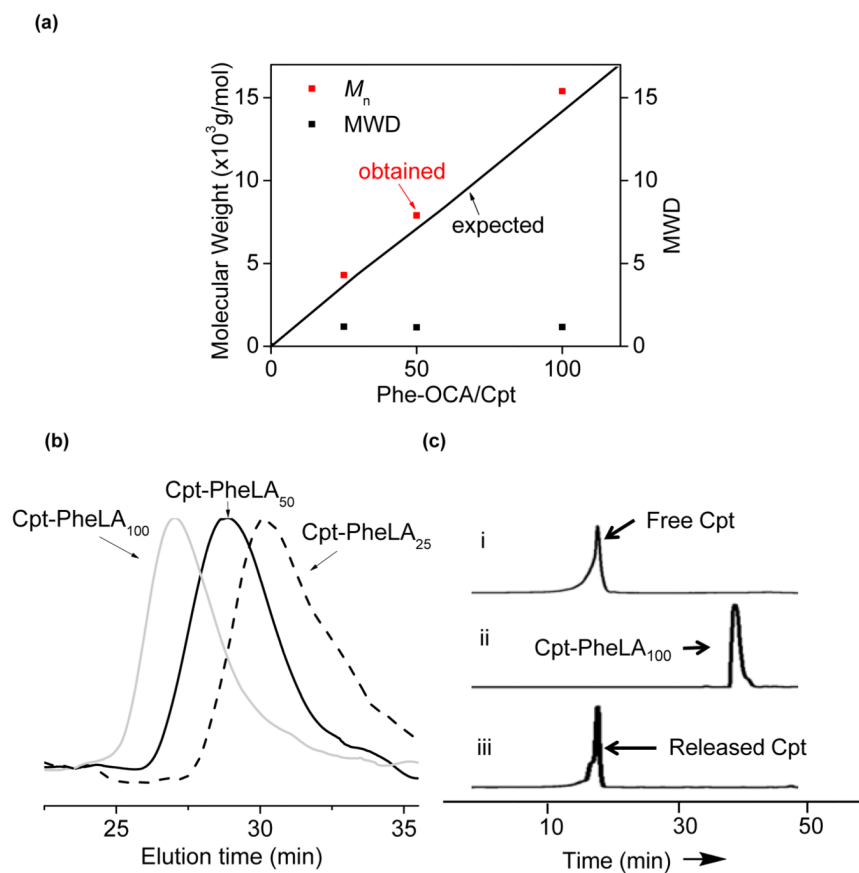 (a)
Molecular Weight (x10³g/mol)
15
10
5
0
Mn
MWD
obtained
expected
15
10
5
0
MWD
0
50
100
Phe-OCA/Cpt
(b)
Cpt-PheLA50
Cpt-PheLA100
Cpt-PheLA25
25
30
35
Elution time (min)
(c)
i
Free Cpt
ii
Cpt-PheLA100
iii
Released Cpt
10
30
50
Time (min)